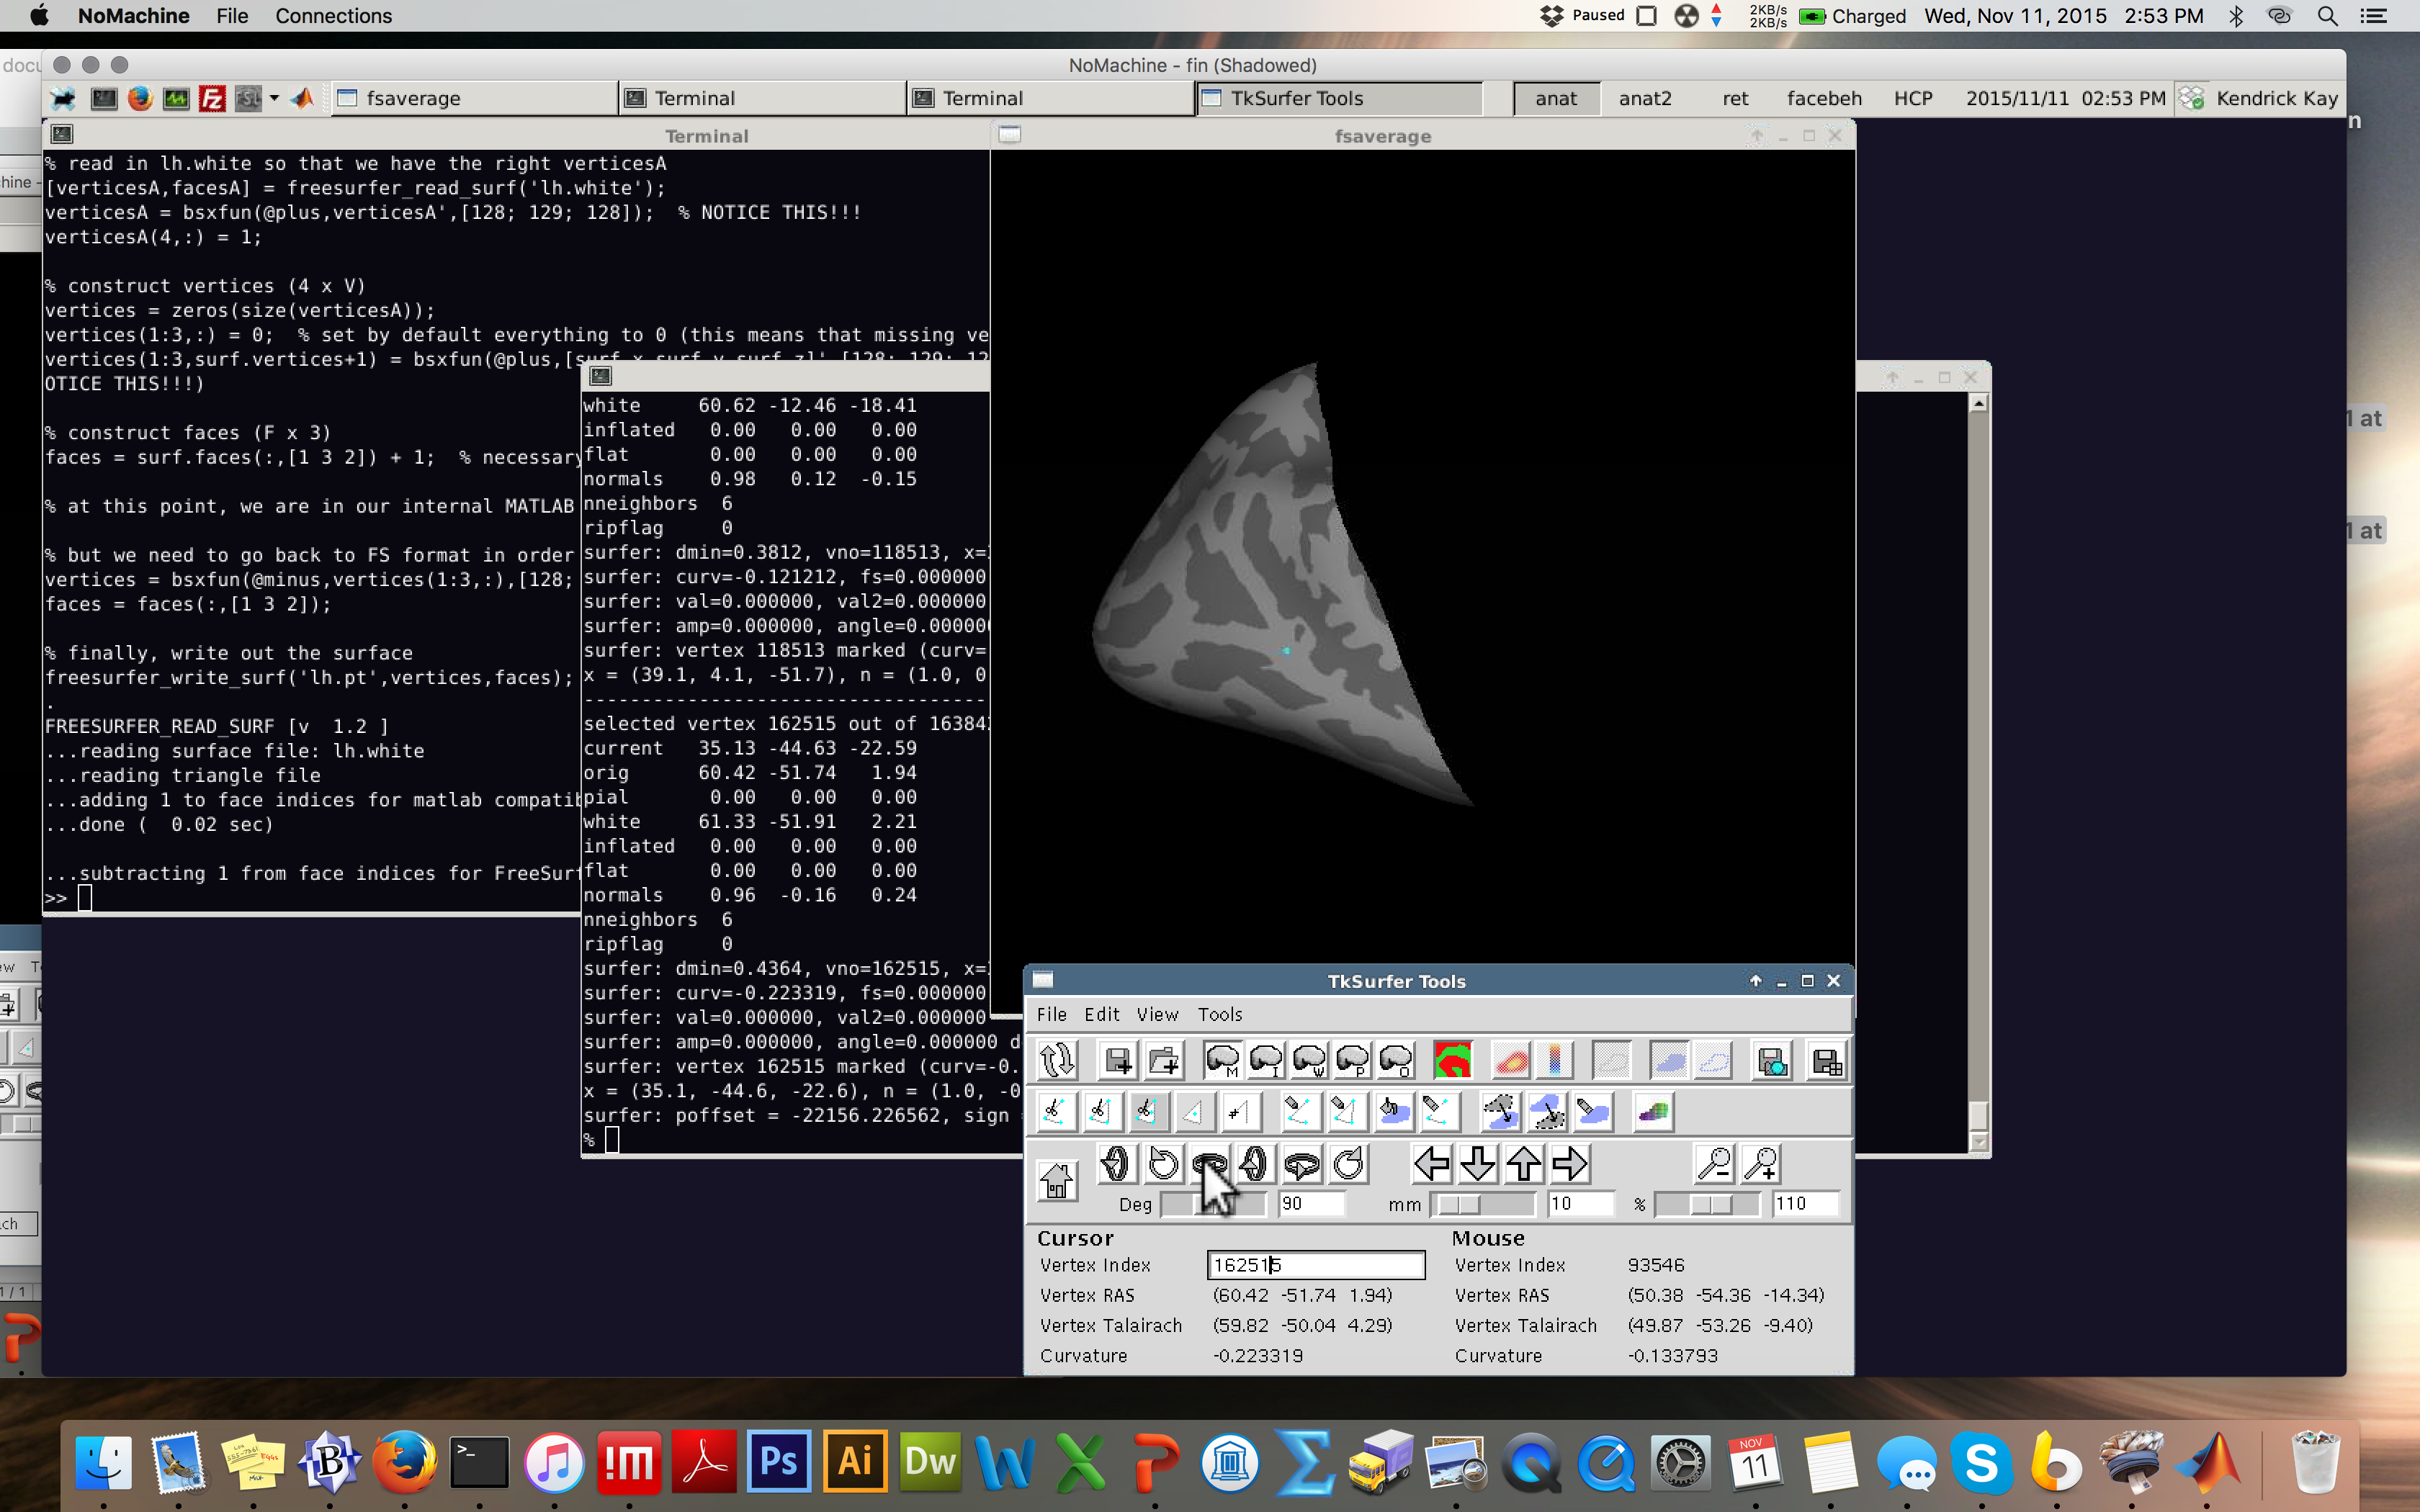 NoMachine File Connections
Paused 2KB/s 2KB/s Charged Wed, Nov 11, 2015 2:53 PM
NoMachine - fin (Shadowed)
fsaverage Terminal Terminal TkSurfer Tools anat anat2 ret facebeh HCP 2015/11/11 02:53 PM Kendrick Kay
Terminal
% read in lh.white so that we have the right verticesA
[verticesA,facesA] = freesurfer_read_surf('lh.white');
verticesA = bsxfun(@plus,verticesA',[128; 129; 128]);  % NOTICE THIS!!!
verticesA(4,:) = 1;
% construct vertices (4 x V)
vertices = zeros(size(verticesA));
vertices(1:3,:) = 0;  % set by default everything to 0 (this means that missing ve
vertices(1:3,surf.vertices+1) = bsxfun(@plus,[surf.x surf.y surf.z]',[128; 129; 12
OTICE THIS!!!)
% construct faces (F x 3)
faces = surf.faces(:,[1 3 2]) + 1;  % necessary
% at this point, we are in our internal MATLAB
% but we need to go back to FS format in order
vertices = bsxfun(@minus,vertices(1:3,:),[128;
faces = faces(:,[1 3 2]);
% finally, write out the surface
freesurfer_write_surf('lh.pt',vertices,faces);
.
FREESURFER_READ_SURF [v  1.2 ]
...reading surface file: lh.white
...reading triangle file
...adding 1 to face indices for matlab compatib
...done (  0.02 sec)
...subtracting 1 from face indices for FreeSurf
>>
white 60.62 -12.46 -18.41
inflated 0.00 0.00 0.00
flat 0.00 0.00 0.00
normals 0.98 0.12 -0.15
nneighbors 6
ripflag 0
surfer: dmin=0.3812, vno=118513, x=
surfer: curv=-0.121212, fs=0.000000
surfer: val=0.000000, val2=0.000000
surfer: amp=0.000000, angle=0.00000
surfer: vertex 118513 marked (curv=-
x = (39.1, 4.1, -51.7), n = (1.0, 0
-----------------------------------
selected vertex 162515 out of 163842
current 35.13 -44.63 -22.59
orig 60.42 -51.74 1.94
pial 0.00 0.00 0.00
white 61.33 -51.91 2.21
inflated 0.00 0.00 0.00
flat 0.00 0.00 0.00
normals 0.96 -0.16 0.24
nneighbors 6
ripflag 0
surfer: dmin=0.4364, vno=162515, x=
surfer: curv=-0.223319, fs=0.000000
surfer: val=0.000000, val2=0.000000
surfer: amp=0.000000, angle=0.000000 d
surfer: vertex 162515 marked (curv=-0.
x = (35.1, -44.6, -22.6), n = (1.0, -0
surfer: poffset = -22156.226562, sign
%
fsaverage
TkSurfer Tools
File Edit View Tools
M I W P O
Deg 90 mm 10 % 110
Cursor Mouse
Vertex Index 162515 Vertex Index 93546
Vertex RAS (60.42 -51.74 1.94) Vertex RAS (50.38 -54.36 -14.34)
Vertex Talairach (59.82 -50.04 4.29) Vertex Talairach (49.87 -53.26 -9.40)
Curvature -0.223319 Curvature -0.133793
docu
hine -
n
1 at
1 at
ew T
ch
1 / 1
Ps Ai Dw
NOV 11